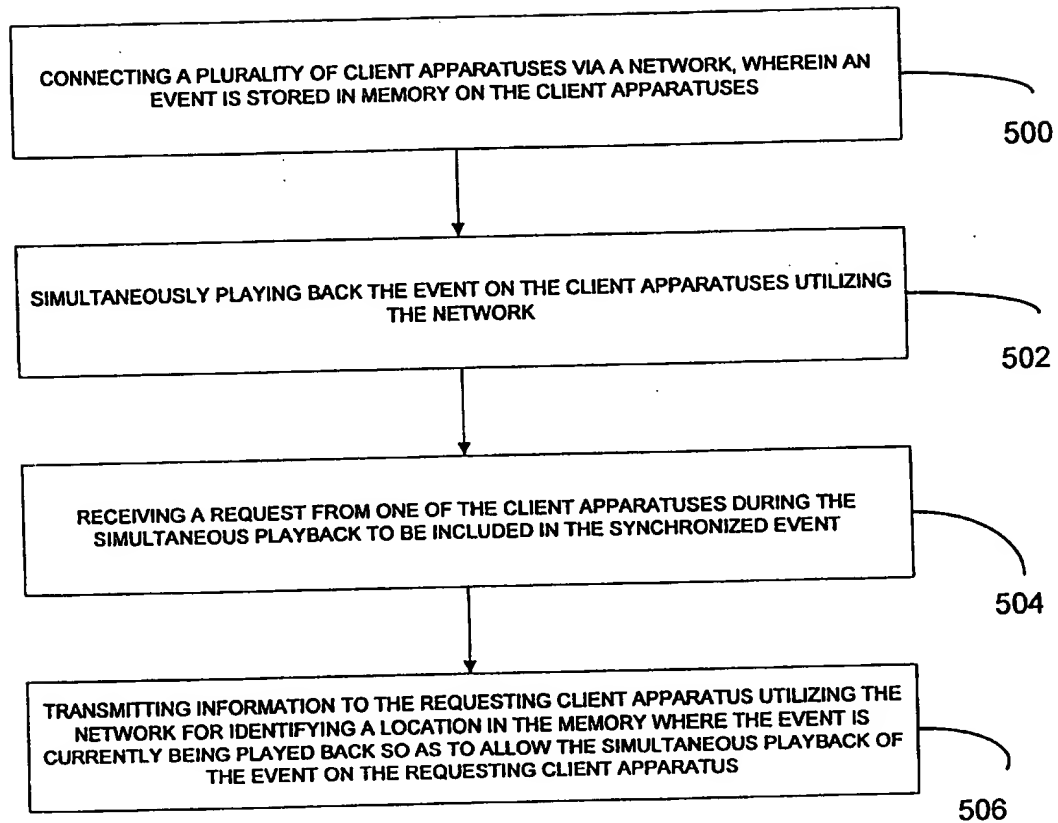 CONNECTING A PLURALITY OF CLIENT APPARATUSES VIA A NETWORK, WHEREIN AN
EVENT IS STORED IN MEMORY ON THE CLIENT APPARATUSES
500
SIMULTANEOUSLY PLAYING BACK THE EVENT ON THE CLIENT APPARATUSES UTILIZING
THE NETWORK
502
RECEIVING A REQUEST FROM ONE OF THE CLIENT APPARATUSES DURING THE
SIMULTANEOUS PLAYBACK TO BE INCLUDED IN THE SYNCHRONIZED EVENT
504
TRANSMITTING INFORMATION TO THE REQUESTING CLIENT APPARATUS UTILIZING THE
NETWORK FOR IDENTIFYING A LOCATION IN THE MEMORY WHERE THE EVENT IS
CURRENTLY BEING PLAYED BACK SO AS TO ALLOW THE SIMULTANEOUS PLAYBACK OF
THE EVENT ON THE REQUESTING CLIENT APPARATUS
506